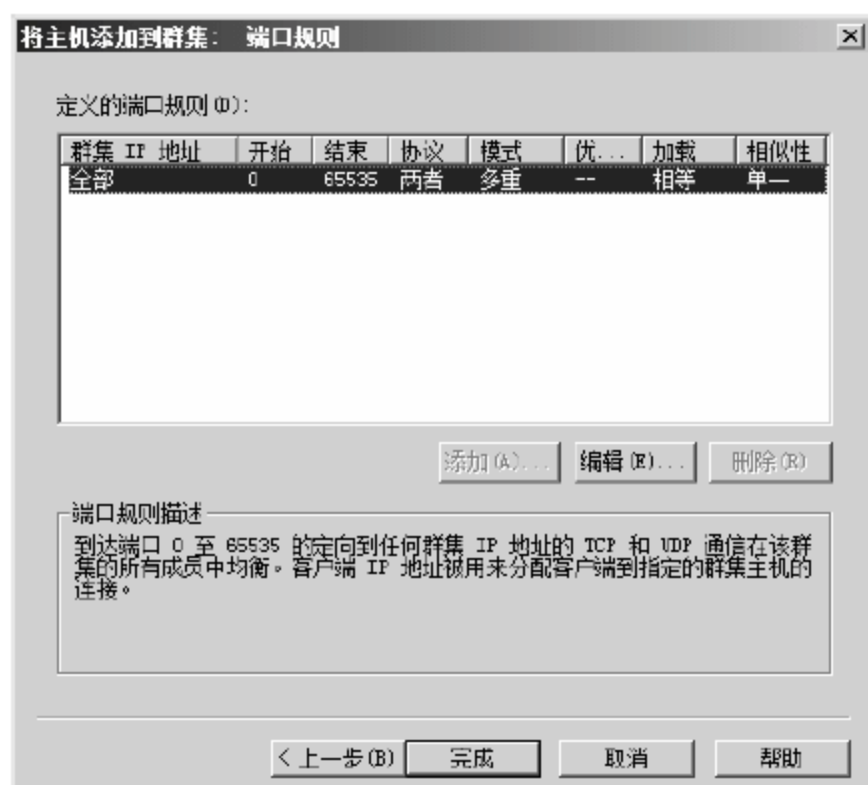 将主机添加到群集： 端口规则
定义的端口规则(D)：
群集 IP 地址 开始 结束 协议 模式 优... 加载 相似性
全部 0 65535 两者 多重 -- 相等 单一
添加(A)... 编辑(E)... 删除(R)
端口规则描述
到达端口 0 至 65535 的定向到任何群集 IP 地址的 TCP 和 UDP 通信在该群
集的所有成员中均衡。客户端 IP 地址被用来分配客户端到指定的群集主机的
连接。
< 上一步(B) 完成 取消 帮助